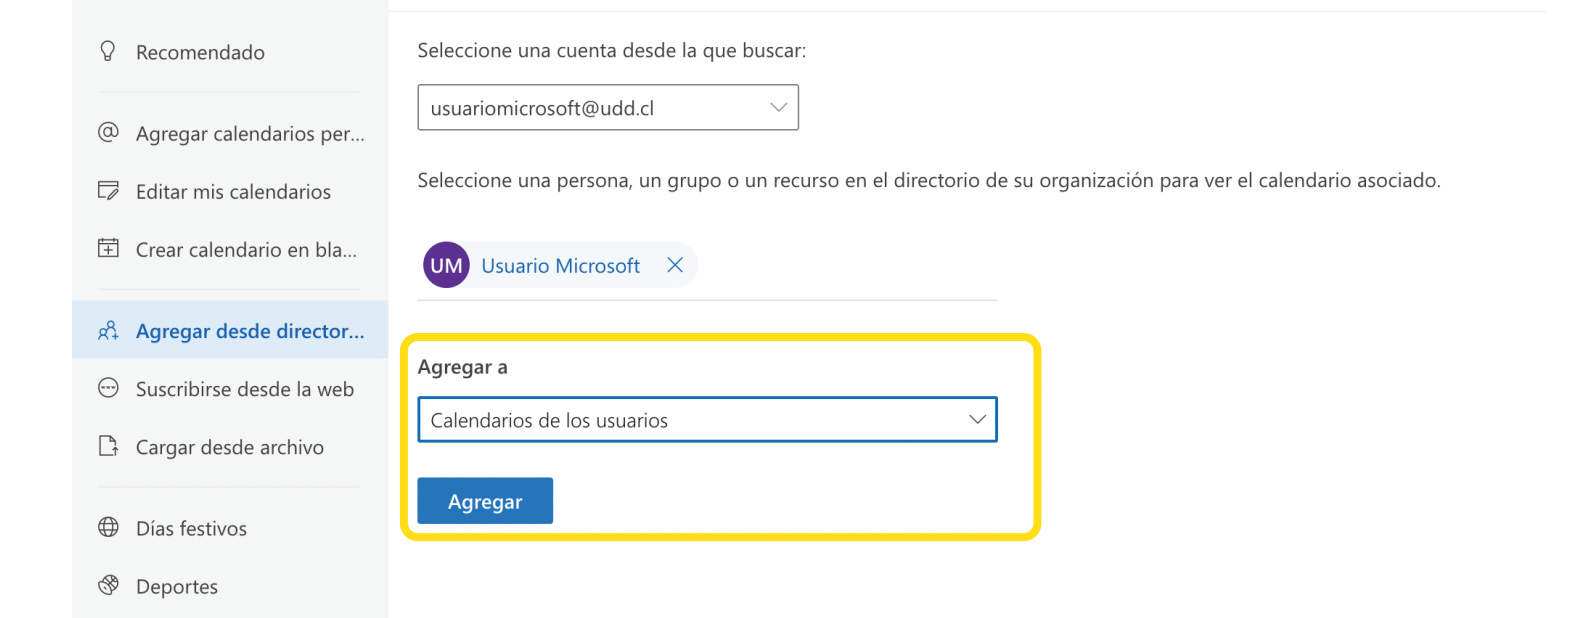 Recomendado
Agregar calendarios per...
Editar mis calendarios
Crear calendario en bla...
Agregar desde director...
Suscribirse desde la web
Cargar desde archivo
Días festivos
Deportes
Seleccione una cuenta desde la que buscar:
usuariomicrosoft@udd.cl
Seleccione una persona, un grupo o un recurso en el directorio de su organización para ver el calendario asociado.
UM Usuario Microsoft
Agregar a
Calendarios de los usuarios
Agregar